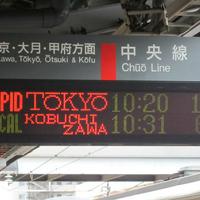 京・大月・甲府方面 中央線
awa, Tōkyō, Ōtsuki & Kōfu Chūō Line
PID TOKYO 10:20
CAL KOBUCHI 10:31
ZAWA